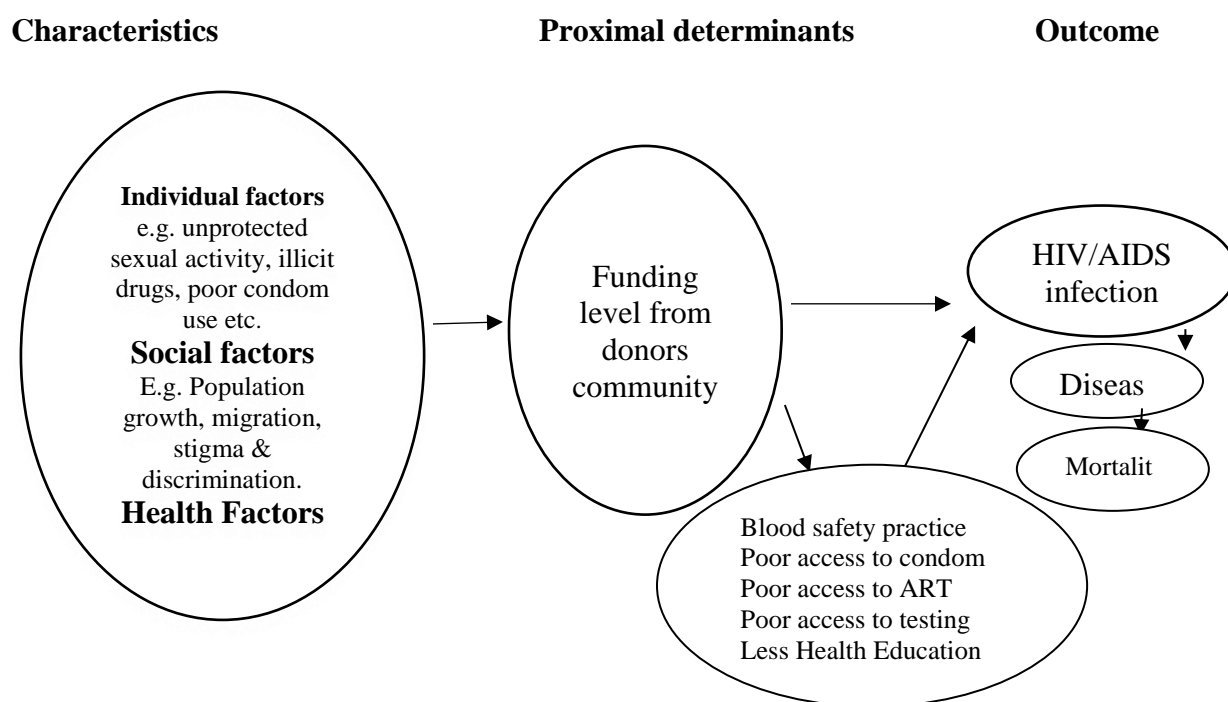 Characteristics
Proximal determinants
Outcome
Individual factors
e.g. unprotected
sexual activity, illicit
drugs, poor condom
use etc.
Social factors
E.g. Population
growth, migration,
stigma &
discrimination.
Health Factors
Funding
level from
donors
community
Blood safety practice
Poor access to condom
Poor access to ART
Poor access to testing
Less Health Education
HIV/AIDS
infection
Diseas
Mortalit